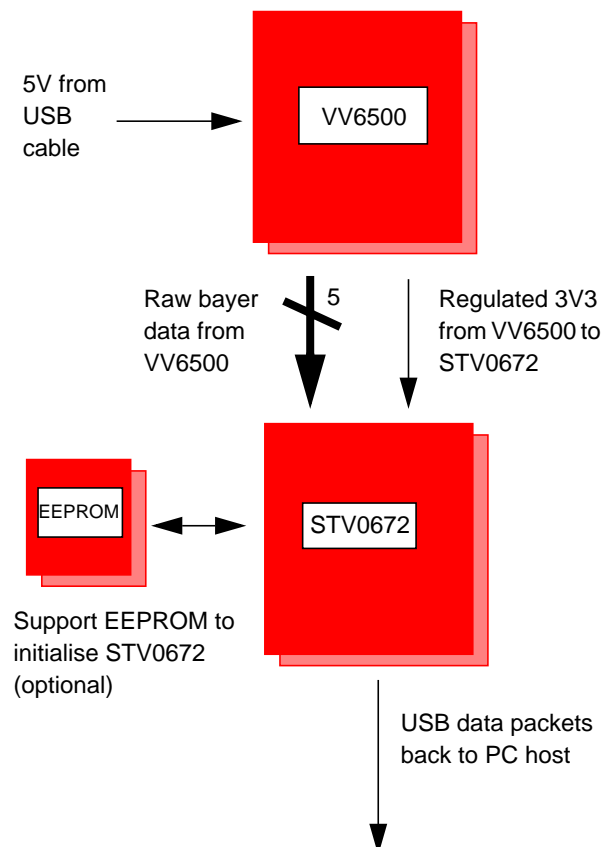 5V from
USB
cable
VV6500
Raw bayer
data from
VV6500
5
Regulated 3V3
from VV6500 to
STV0672
EEPROM
STV0672
Support EEPROM to
initialise STV0672
(optional)
USB data packets
back to PC host